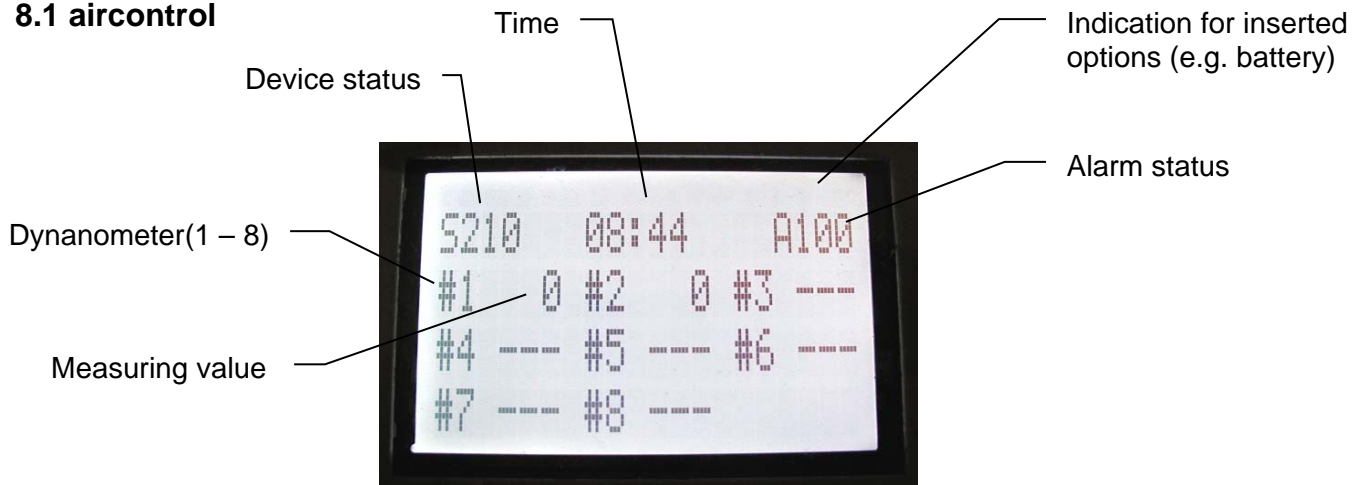 8.1 aircontrol
Time
Indication for inserted
options (e.g. battery)
Device status
Alarm status
Dynanometer(1 – 8)
Measuring value
S210 08:44 A100
#1 0 #2 0 #3 ---
#4 --- #5 --- #6 ---
#7 --- #8 ---